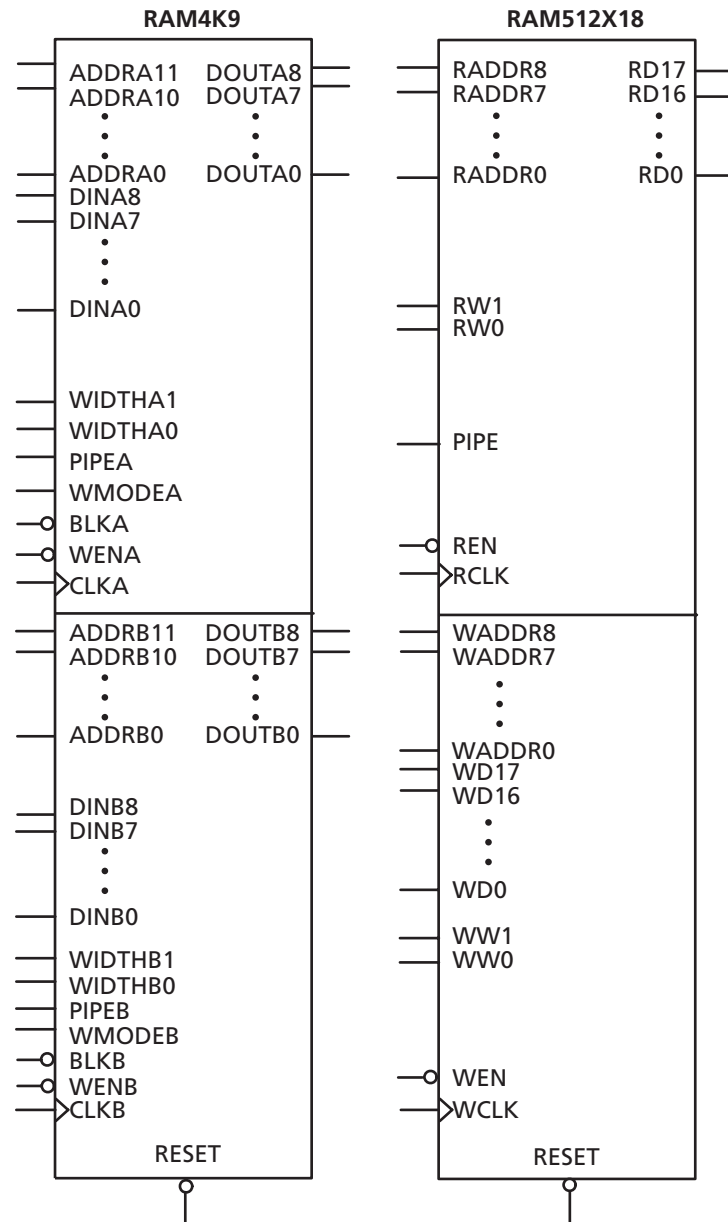 RAM4K9
ADDRA11 DOUTA8
ADDRA10 DOUTA7
ADDRA0 DOUTA0
DINA8
DINA7
DINA0
WIDTHA1
WIDTHA0
PIPEA
WMODEA
BLKA
WENA
CLKA
ADDRB11 DOUTB8
ADDRB10 DOUTB7
ADDRB0 DOUTB0
DINB8
DINB7
DINB0
WIDTHB1
WIDTHB0
PIPEB
WMODEB
BLKB
WENB
CLKB
RESET
RAM512X18
RADDR8 RD17
RADDR7 RD16
RADDR0 RD0
RW1
RW0
PIPE
REN
RCLK
WADDR8
WADDR7
WADDR0
WD17
WD16
WD0
WW1
WW0
WEN
WCLK
RESET